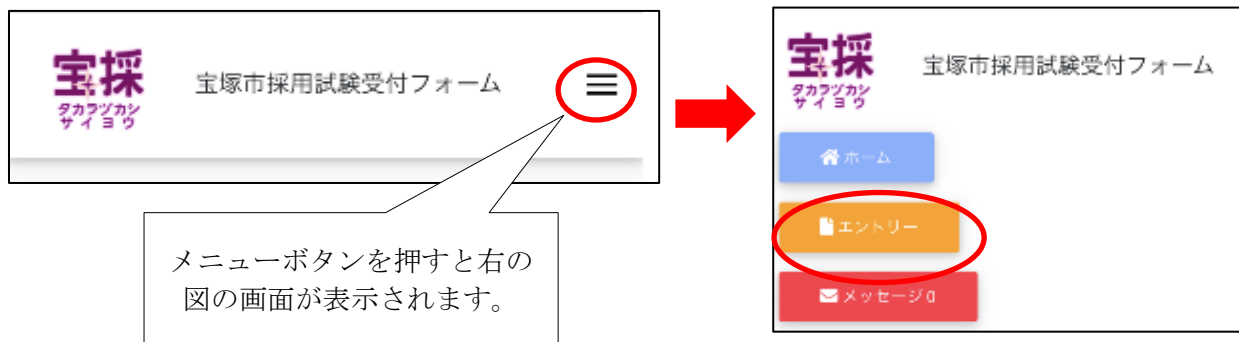 宝採
タカラヅカシ
サイヨウ
宝塚市採用試験受付フォーム
メニューボタンを押すと右の
図の画面が表示されます。
宝採
タカラヅカシ
サイヨウ
宝塚市採用試験受付フォーム
ホーム
エントリー
メッセージ0